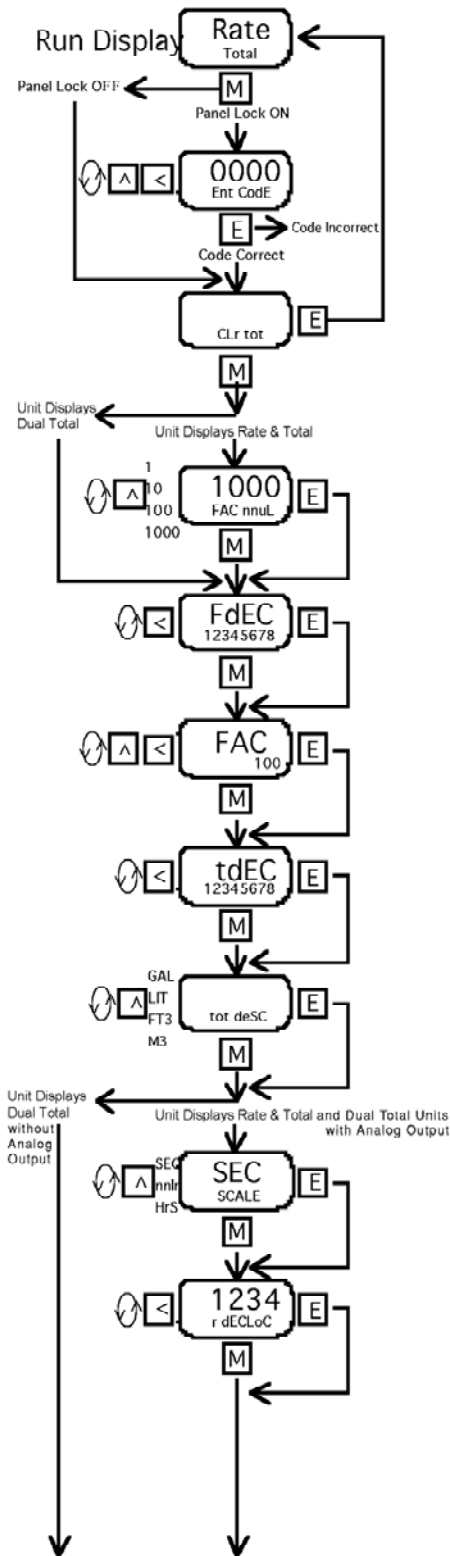 Run Display
Rate
Total
Panel Lock OFF
M
Panel Lock ON
^ <
0000
Ent CodE
E
Code Incorrect
Code Correct
CLr tot
E
M
Unit Displays
Dual Total
Unit Displays Rate & Total
^
1
10
100
1000
1000
FAC nnuL
E
M
<
FdEC
12345678
E
M
^ <
FAC
100
E
M
<
tdEC
12345678
E
M
^
GAL
LIT
FT3
M3
tot deSC
E
M
Unit Displays
Dual Total
without
Analog
Output
Unit Displays Rate & Total and Dual Total Units
with Analog Output
^
SEC
nnIr
HrS
SEC
SCALE
E
M
<
1234
r dECLoC
E
M